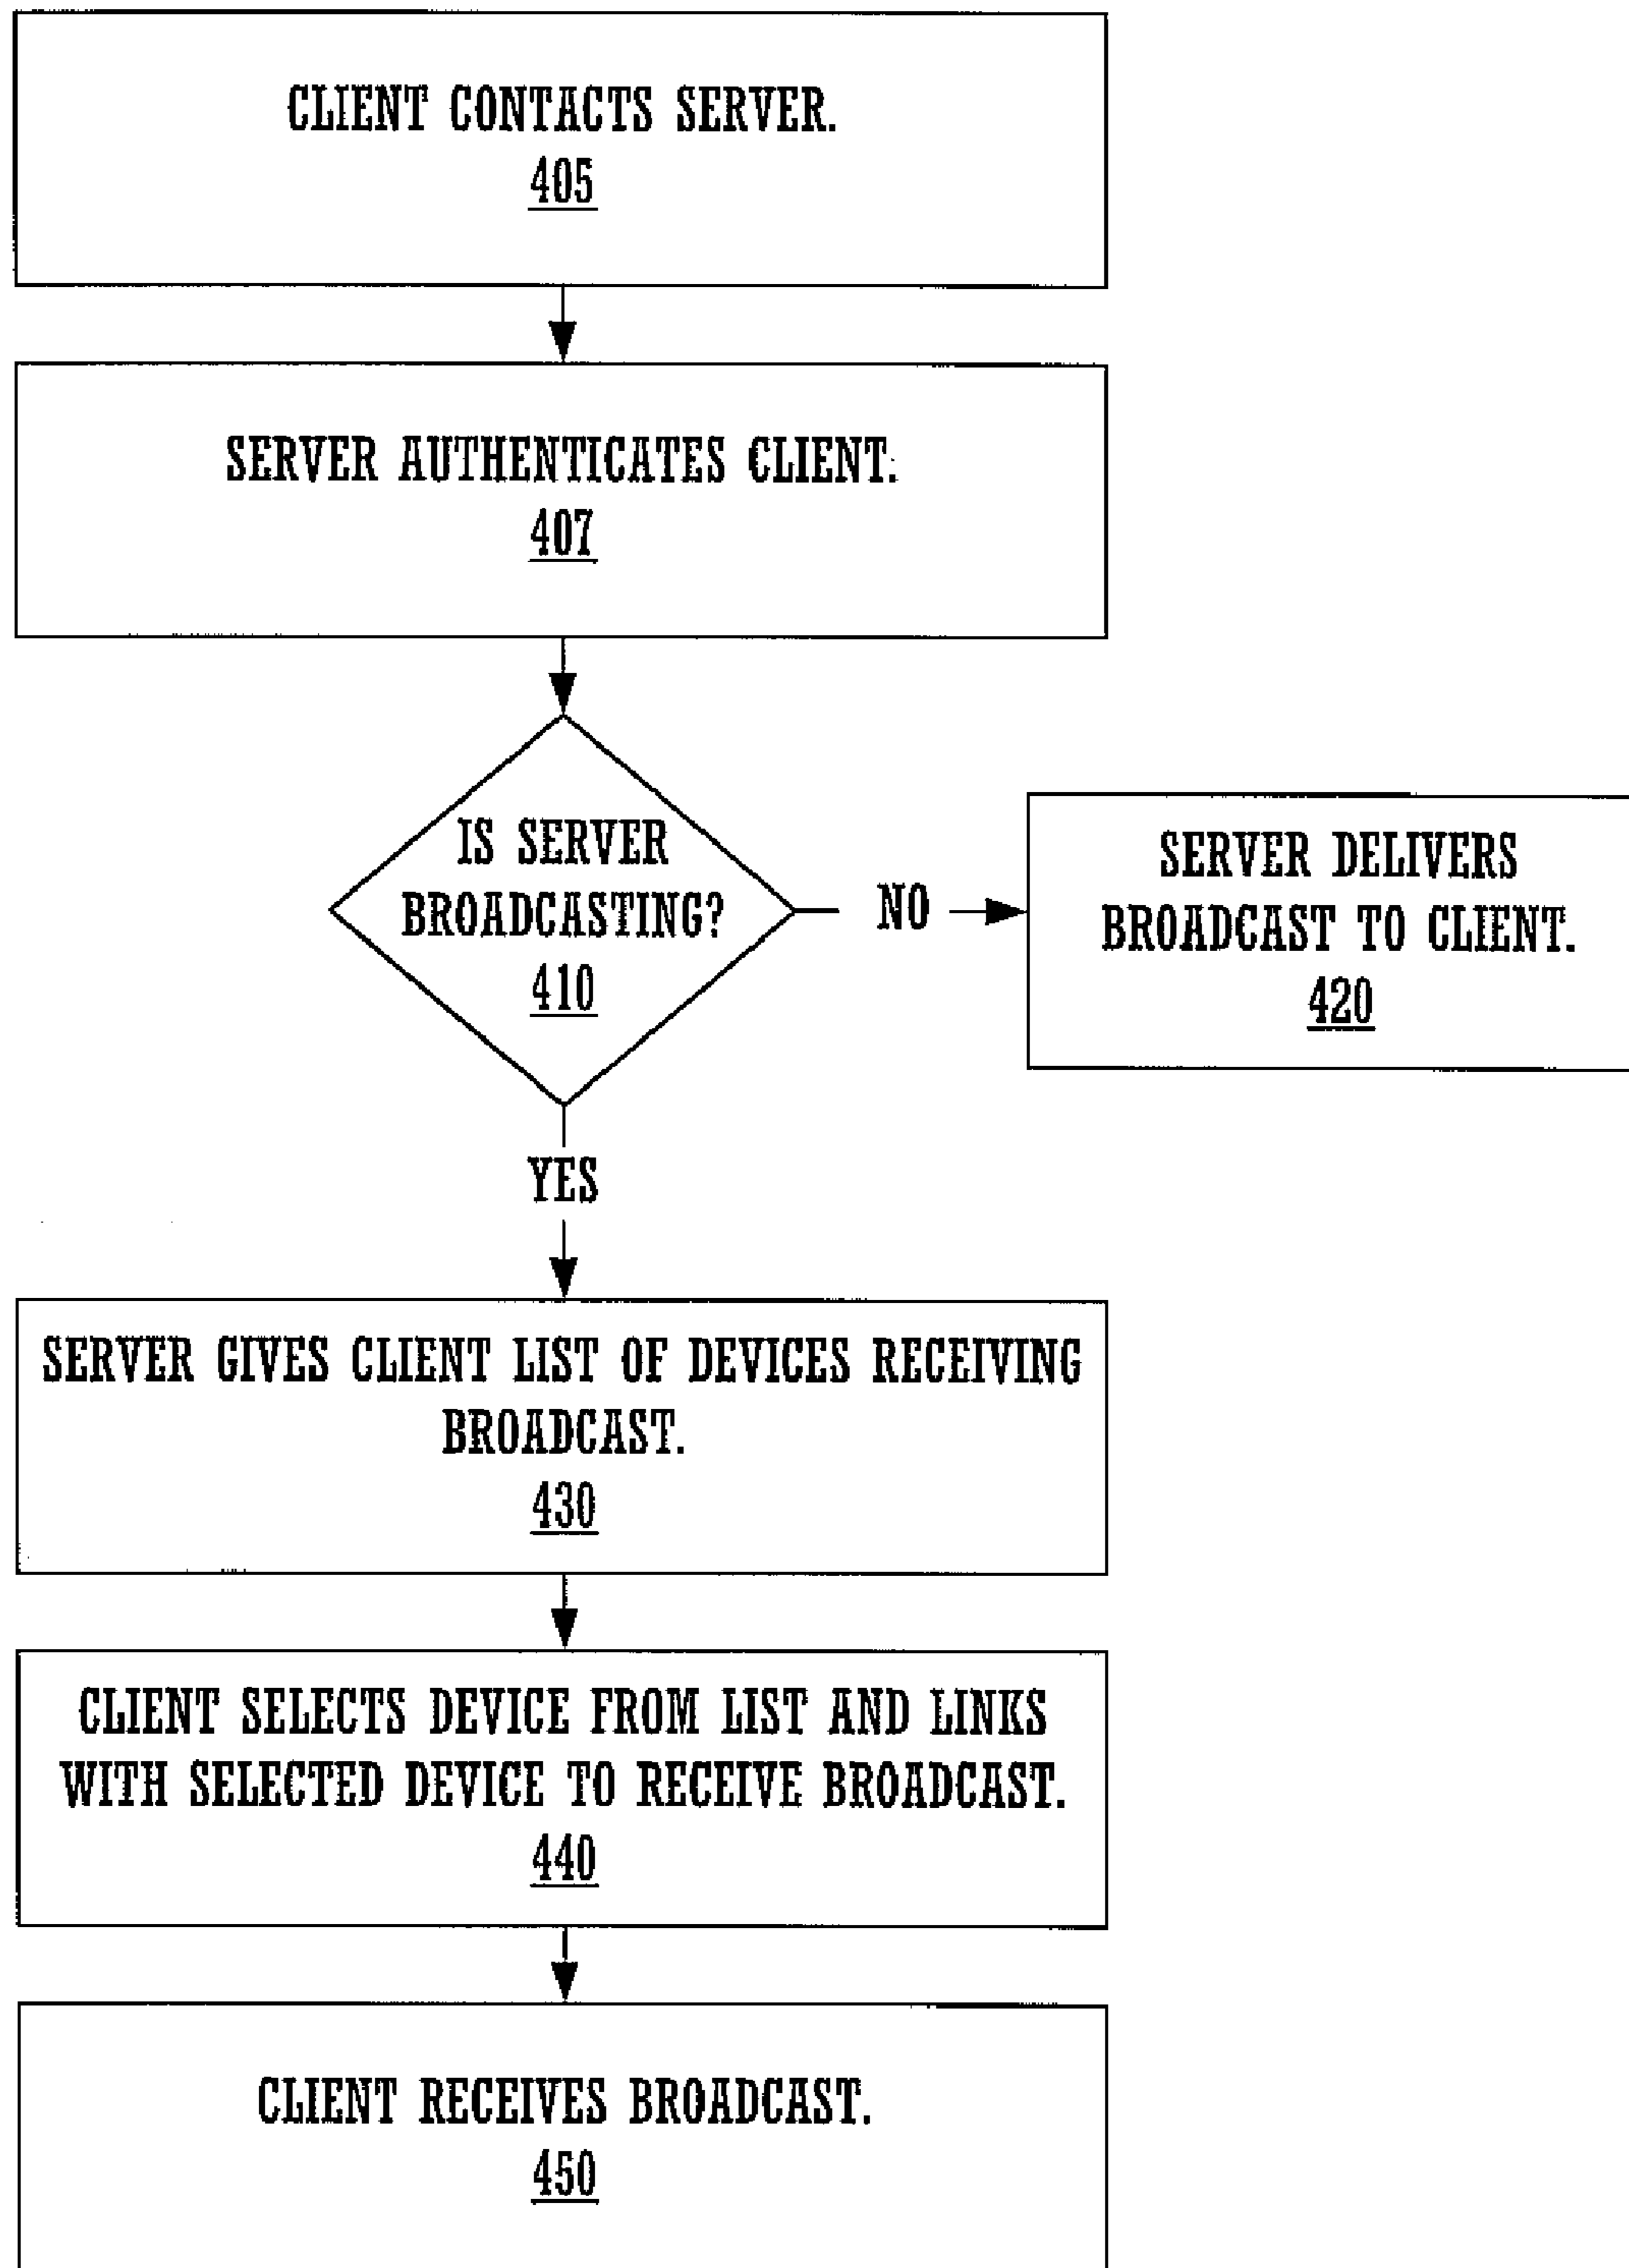 CLIENT CONTACTS SERVER.
405
SERVER AUTHENTICATES CLIENT.
407
IS SERVER
BROADCASTING?
410
NO
SERVER DELIVERS
BROADCAST TO CLIENT.
420
YES
SERVER GIVES CLIENT LIST OF DEVICES RECEIVING
BROADCAST.
430
CLIENT SELECTS DEVICE FROM LIST AND LINKS
WITH SELECTED DEVICE TO RECEIVE BROADCAST.
440
CLIENT RECEIVES BROADCAST.
450